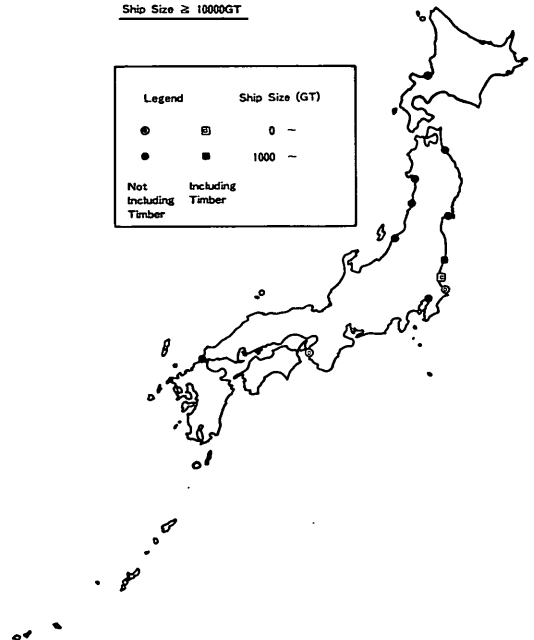 Ship Size ≥ 10000GT
Legend Ship Size (GT)
0 ~
1000 ~
Not Including
Including Timber
Timber